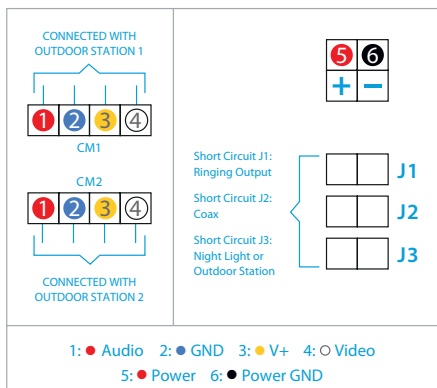 CONNECTED WITH
OUTDOOR STATION 1
1 2 3 4
CM1
CM2
1 2 3 4
CONNECTED WITH
OUTDOOR STATION 2
5 6
+ −
Short Circuit J1:
Ringing Output
J1
Short Circuit J2:
Coax
J2
Short Circuit J3:
Night Light or
Outdoor Station
J3
1: Audio 2: GND 3: V+ 4: Video
5: Power 6: Power GND